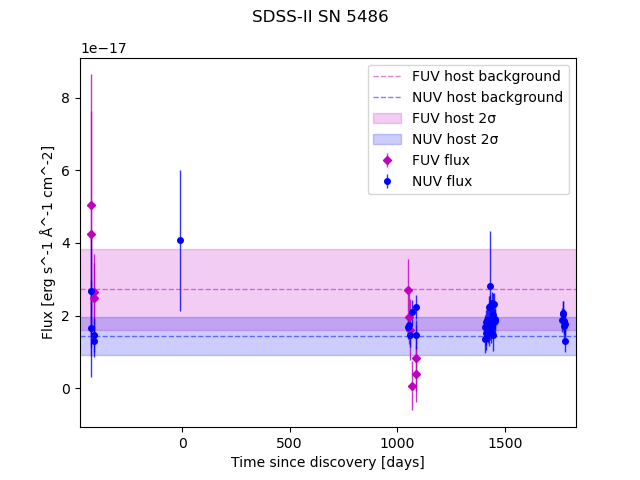 SDSS-II SN 5486
1e−17
FUV host background
NUV host background
FUV host 2σ
NUV host 2σ
FUV flux
NUV flux
8
6
4
2
0
Flux [erg s^-1 Å^-1 cm^-2]
0 500 1000 1500
Time since discovery [days]